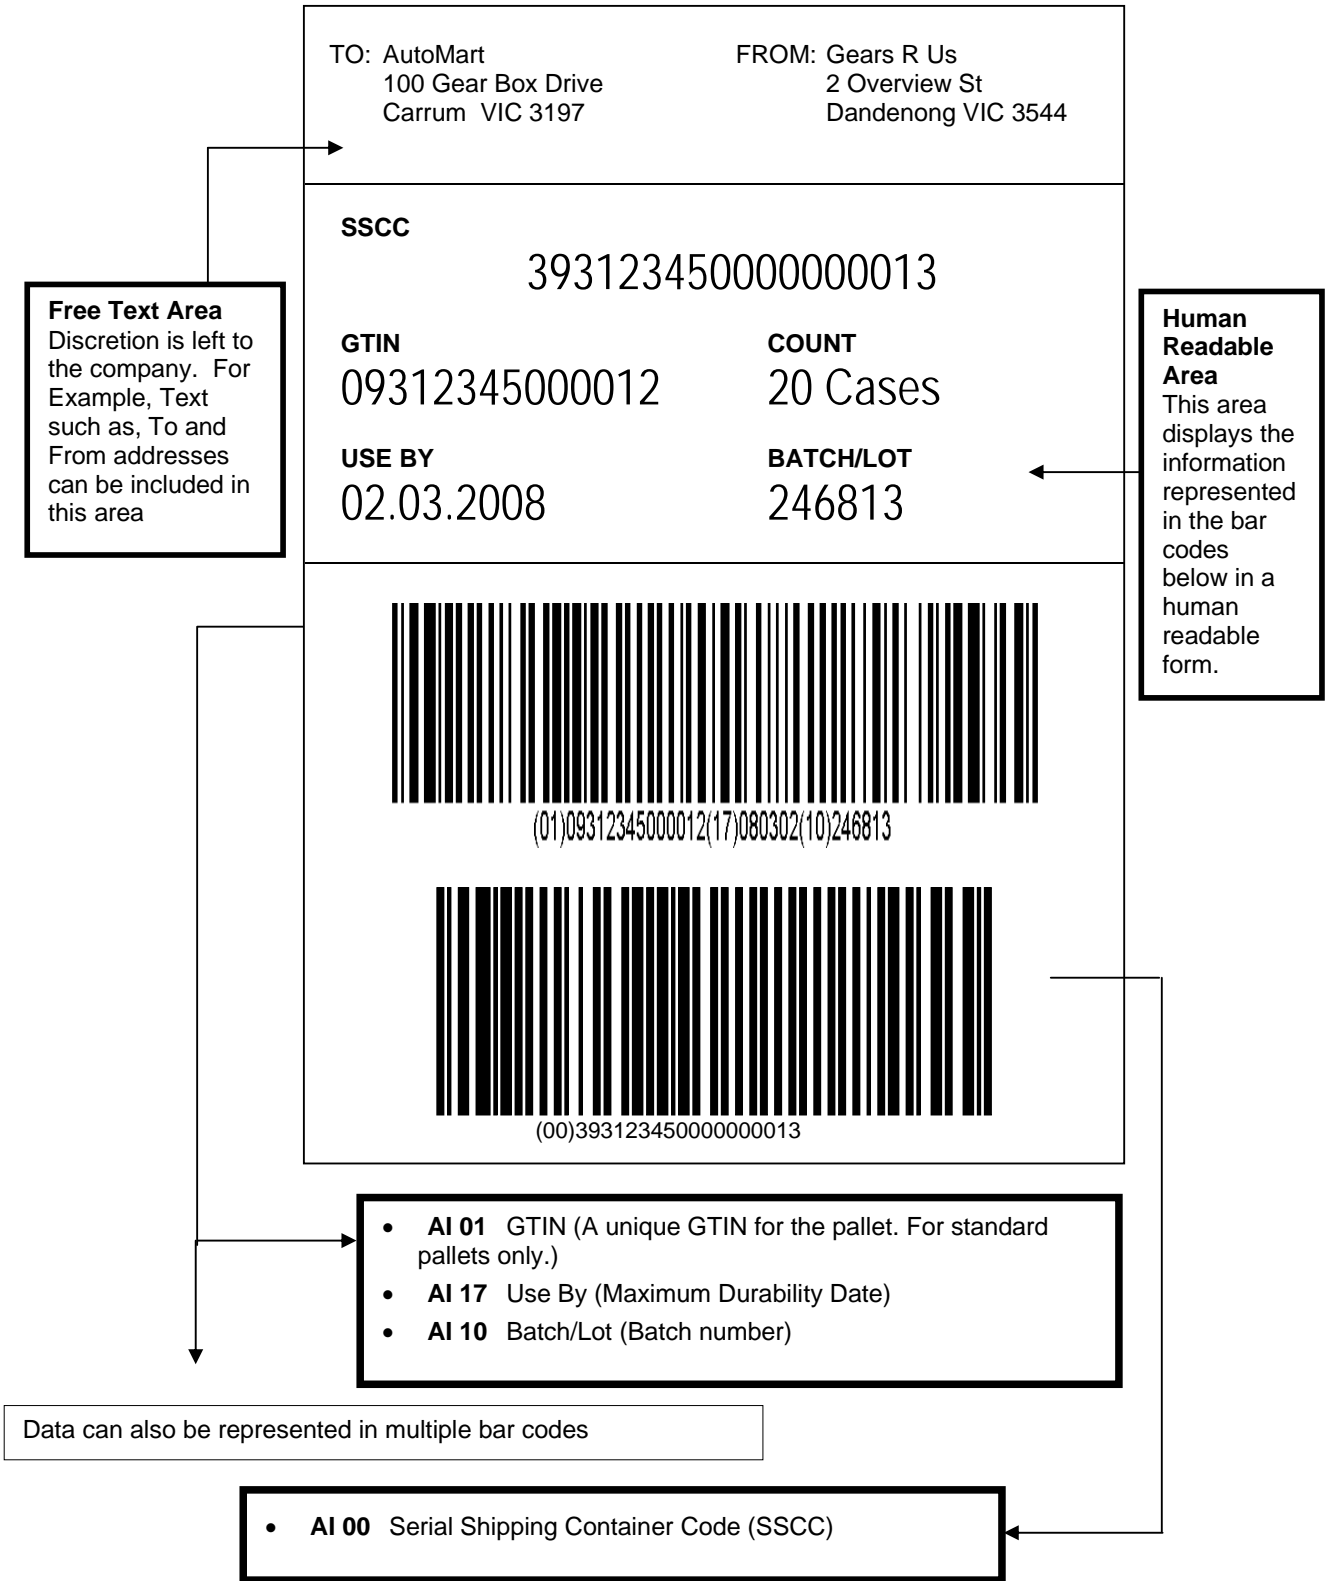 TO: AutoMart
100 Gear Box Drive
Carrum VIC 3197
FROM: Gears R Us
2 Overview St
Dandenong VIC 3544
SSCC
393123450000000013
GTIN
09312345000012
COUNT
20 Cases
USE BY
02.03.2008
BATCH/LOT
246813
Free Text Area
Discretion is left to
the company. For
Example, Text
such as, To and
From addresses
can be included in
this area
Human
Readable
Area
This area
displays the
information
represented
in the bar
codes
below in a
human
readable
form.
(01)09312345000012(17)080302(10)246813
(00)393123450000000013
• AI 01 GTIN (A unique GTIN for the pallet. For standard
pallets only.)
• AI 17 Use By (Maximum Durability Date)
• AI 10 Batch/Lot (Batch number)
Data can also be represented in multiple bar codes
• AI 00 Serial Shipping Container Code (SSCC)